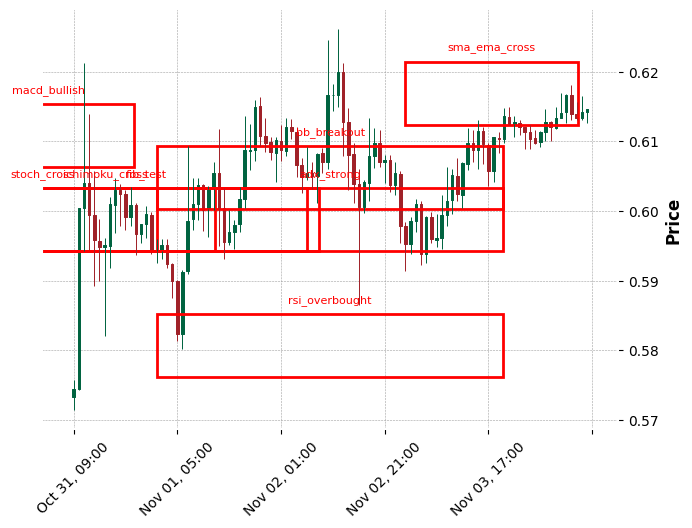 sma_ema_cross
0.62
macd_bullish
0.61
bb_breakout
stoch_cross
fib_test
0.60
0.59
rsi_overbought
0.58
0.57
Price
Oct 31, 09:00
Nov 01, 05:00
Nov 02, 01:00
Nov 02, 21:00
Nov 03, 17:00